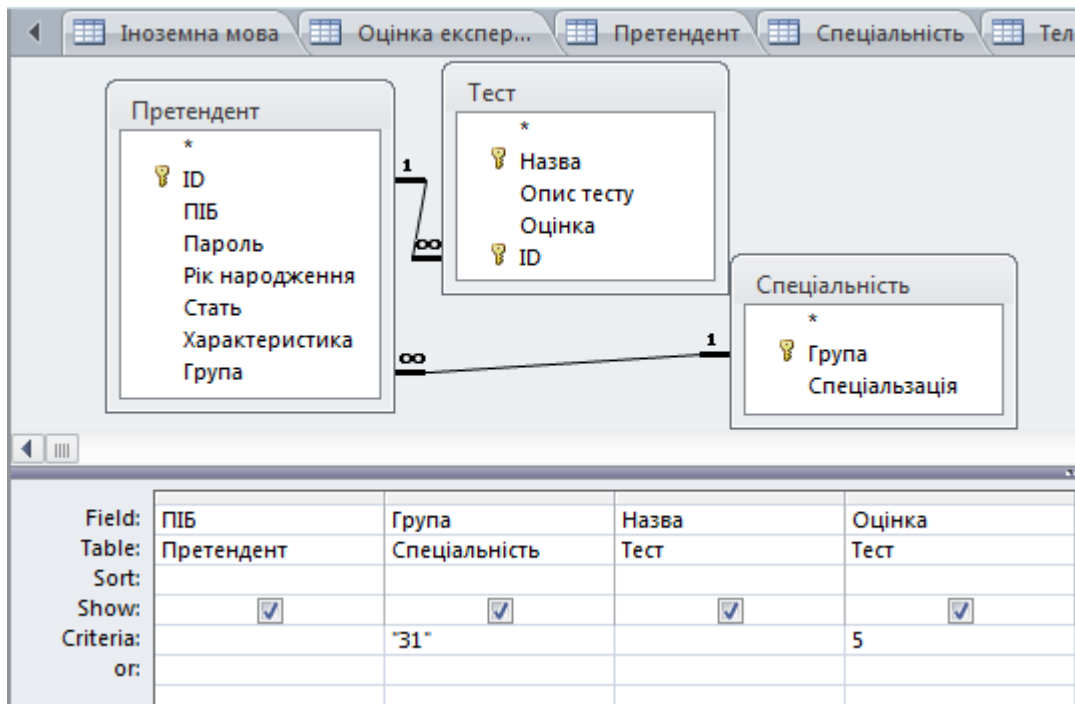 Іноземна мова Оцінка експер... Претендент Спеціальність Тел
Претендент
*
ID
ПІБ
Пароль
Рік народження
Стать
Характеристика
Група
1
∞
Тест
*
Назва
Опис тесту
Оцінка
ID
∞
1
Спеціальність
*
Група
Спеціальзація
Field: ПІБ Група Назва Оцінка
Table: Претендент Спеціальність Тест Тест
Sort:
Show:
Criteria: "31" 5
or: